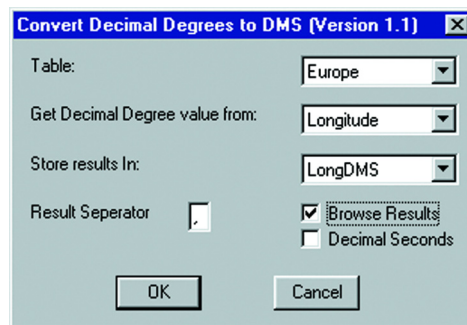 Convert Decimal Degrees to DMS (Version 1.1)
Table:
Europe
Get Decimal Degree value from:
Longitude
Store results In:
LongDMS
Result Seperator
,
Browse Results
Decimal Seconds
OK
Cancel